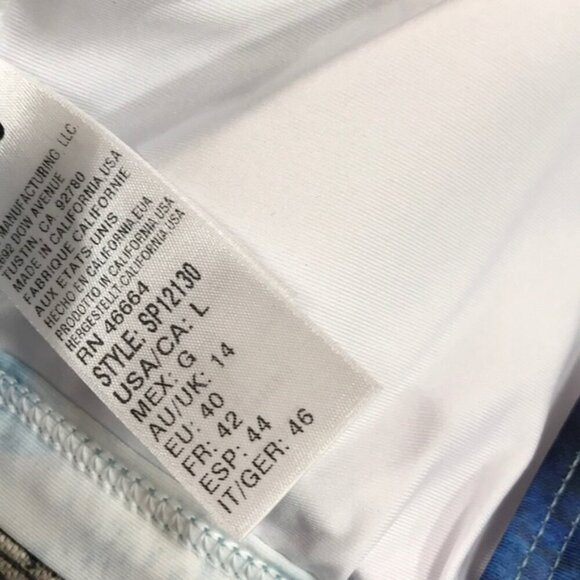 MANUFACTURING LLC
2692 DOW AVENUE
TUSTIN, CA 92780
MADE IN CALIFORNIA.USA
FABRIQUE CALIFORNIE
AUX ETATS UNIS
HECHO EN CALIFORNIA.EUA
PRODOTTO IN CALIFORNIA.USA
HERGESTELLT-CALIFORNIA.USA
RN 46664
STYLE: SP12130
USA/CA: L
MEX: G
AU/UK: 14
EU: 40
FR: 42
ESP: 44
IT/GER: 46